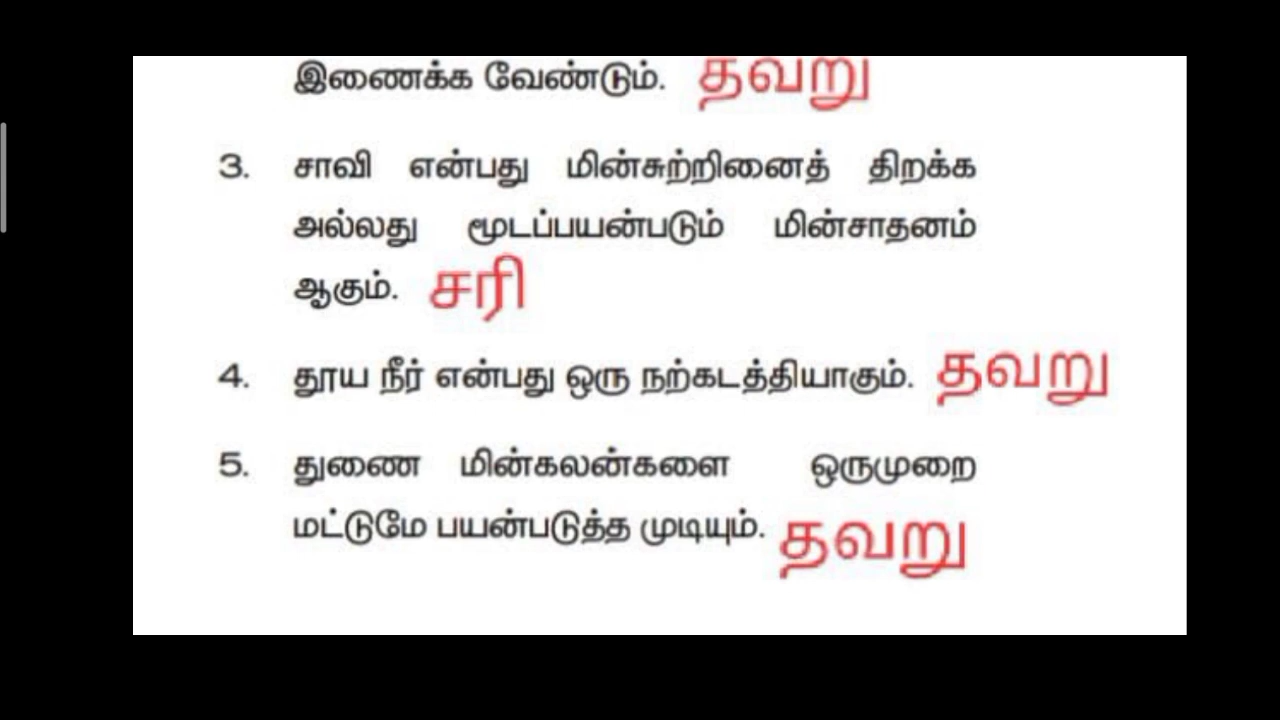 இணைக்க வேண்டும். தவறு
3. சாவி என்பது மின்சுற்றினைத் திறக்க
அல்லது மூடப்பயன்படும் மின்சாதனம்
ஆகும். சரி
4. தூய நீர் என்பது ஒரு நற்கடத்தியாகும். தவறு
5. துணை மின்கலன்களை ஒருமுறை
மட்டுமே பயன்படுத்த முடியும். தவறு